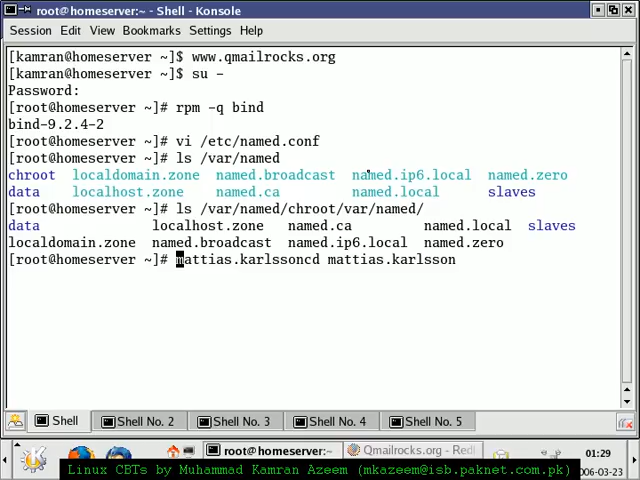 root@homeserver:~ - Shell - Konsole
Session Edit View Bookmarks Settings Help
[kamran@homeserver ~]$ www.qmailrocks.org
[kamran@homeserver ~]$ su -
Password:
[root@homeserver ~]# rpm -q bind
bind-9.2.4-2
[root@homeserver ~]# vi /etc/named.conf
[root@homeserver ~]# ls /var/named
chroot localdomain.zone named.broadcast named.ip6.local named.zero
data localhost.zone named.ca named.local slaves
[root@homeserver ~]# ls /var/named/chroot/var/named/
data localhost.zone named.ca named.local slaves
localdomain.zone named.broadcast named.ip6.local named.zero
[root@homeserver ~]# mattias.karlssoncd mattias.karlsson
Shell Shell No. 2 Shell No. 3 Shell No. 4 Shell No. 5
root@homeserver:~ Qmailrocks.org - Redl 01:29
Linux CBTs by Muhammad Kamran Azeem (mkazeem@isb.paknet.com.pk) 2006-03-23